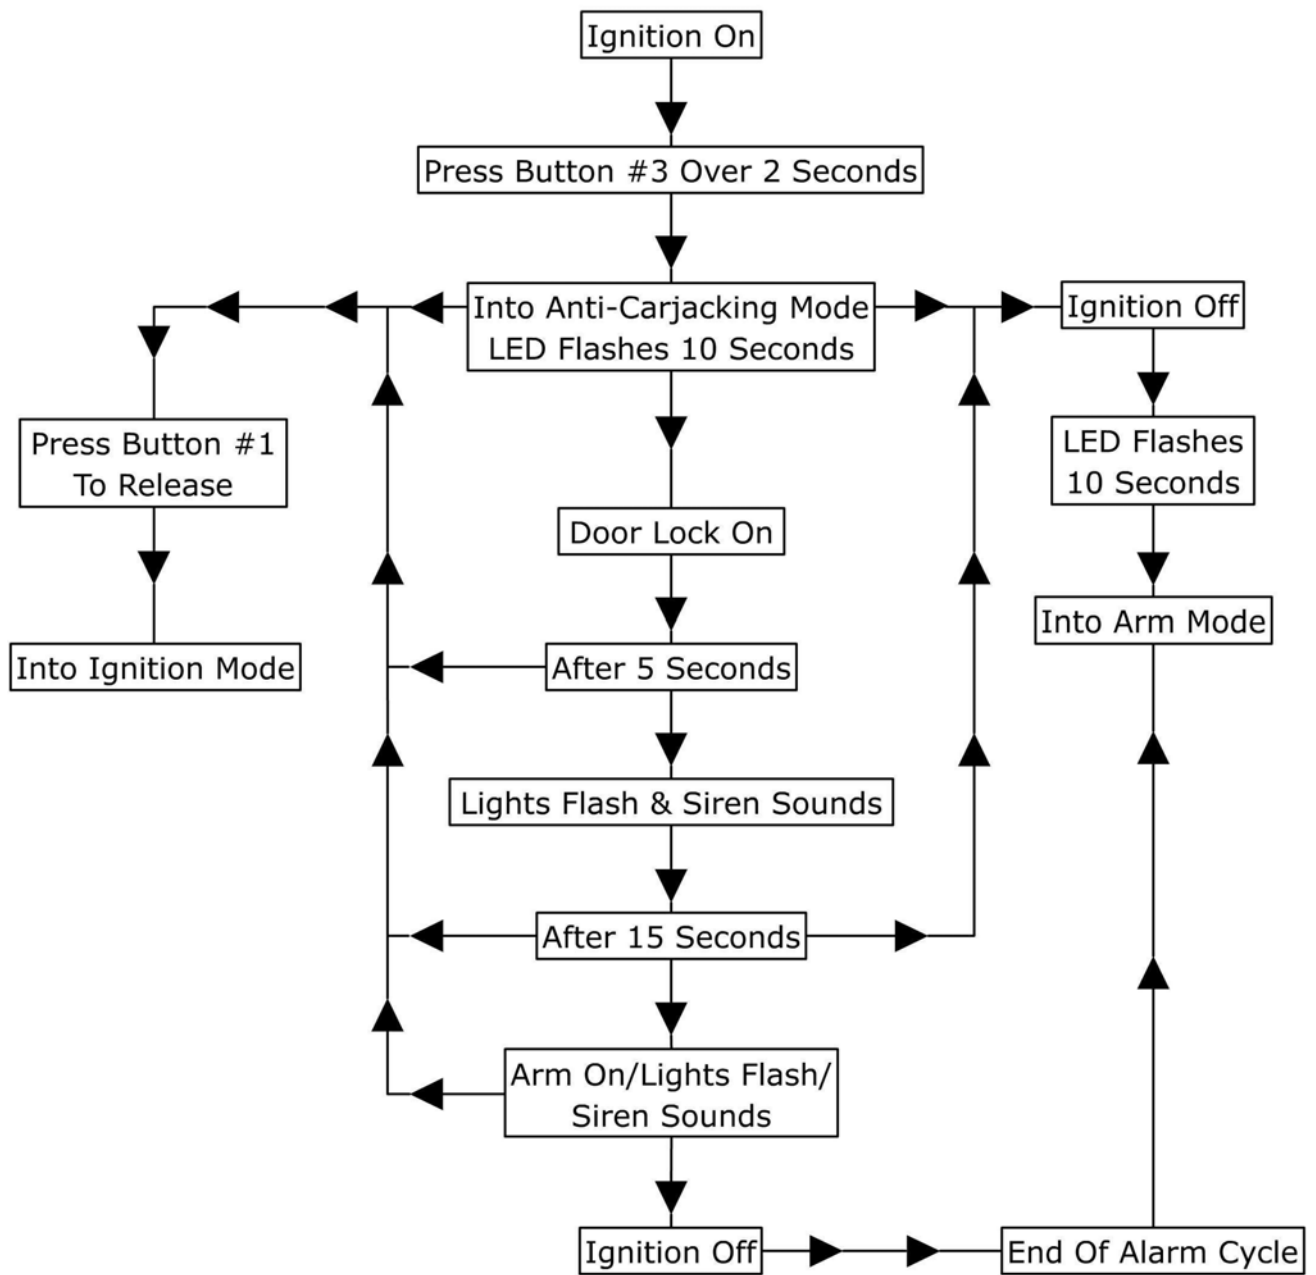 Ignition On
Press Button #3 Over 2 Seconds
Into Anti-Carjacking Mode
LED Flashes 10 Seconds
Ignition Off
Press Button #1
To Release
LED Flashes
10 Seconds
Door Lock On
Into Arm Mode
Into Ignition Mode
After 5 Seconds
Lights Flash & Siren Sounds
After 15 Seconds
Arm On/Lights Flash/
Siren Sounds
Ignition Off
End Of Alarm Cycle